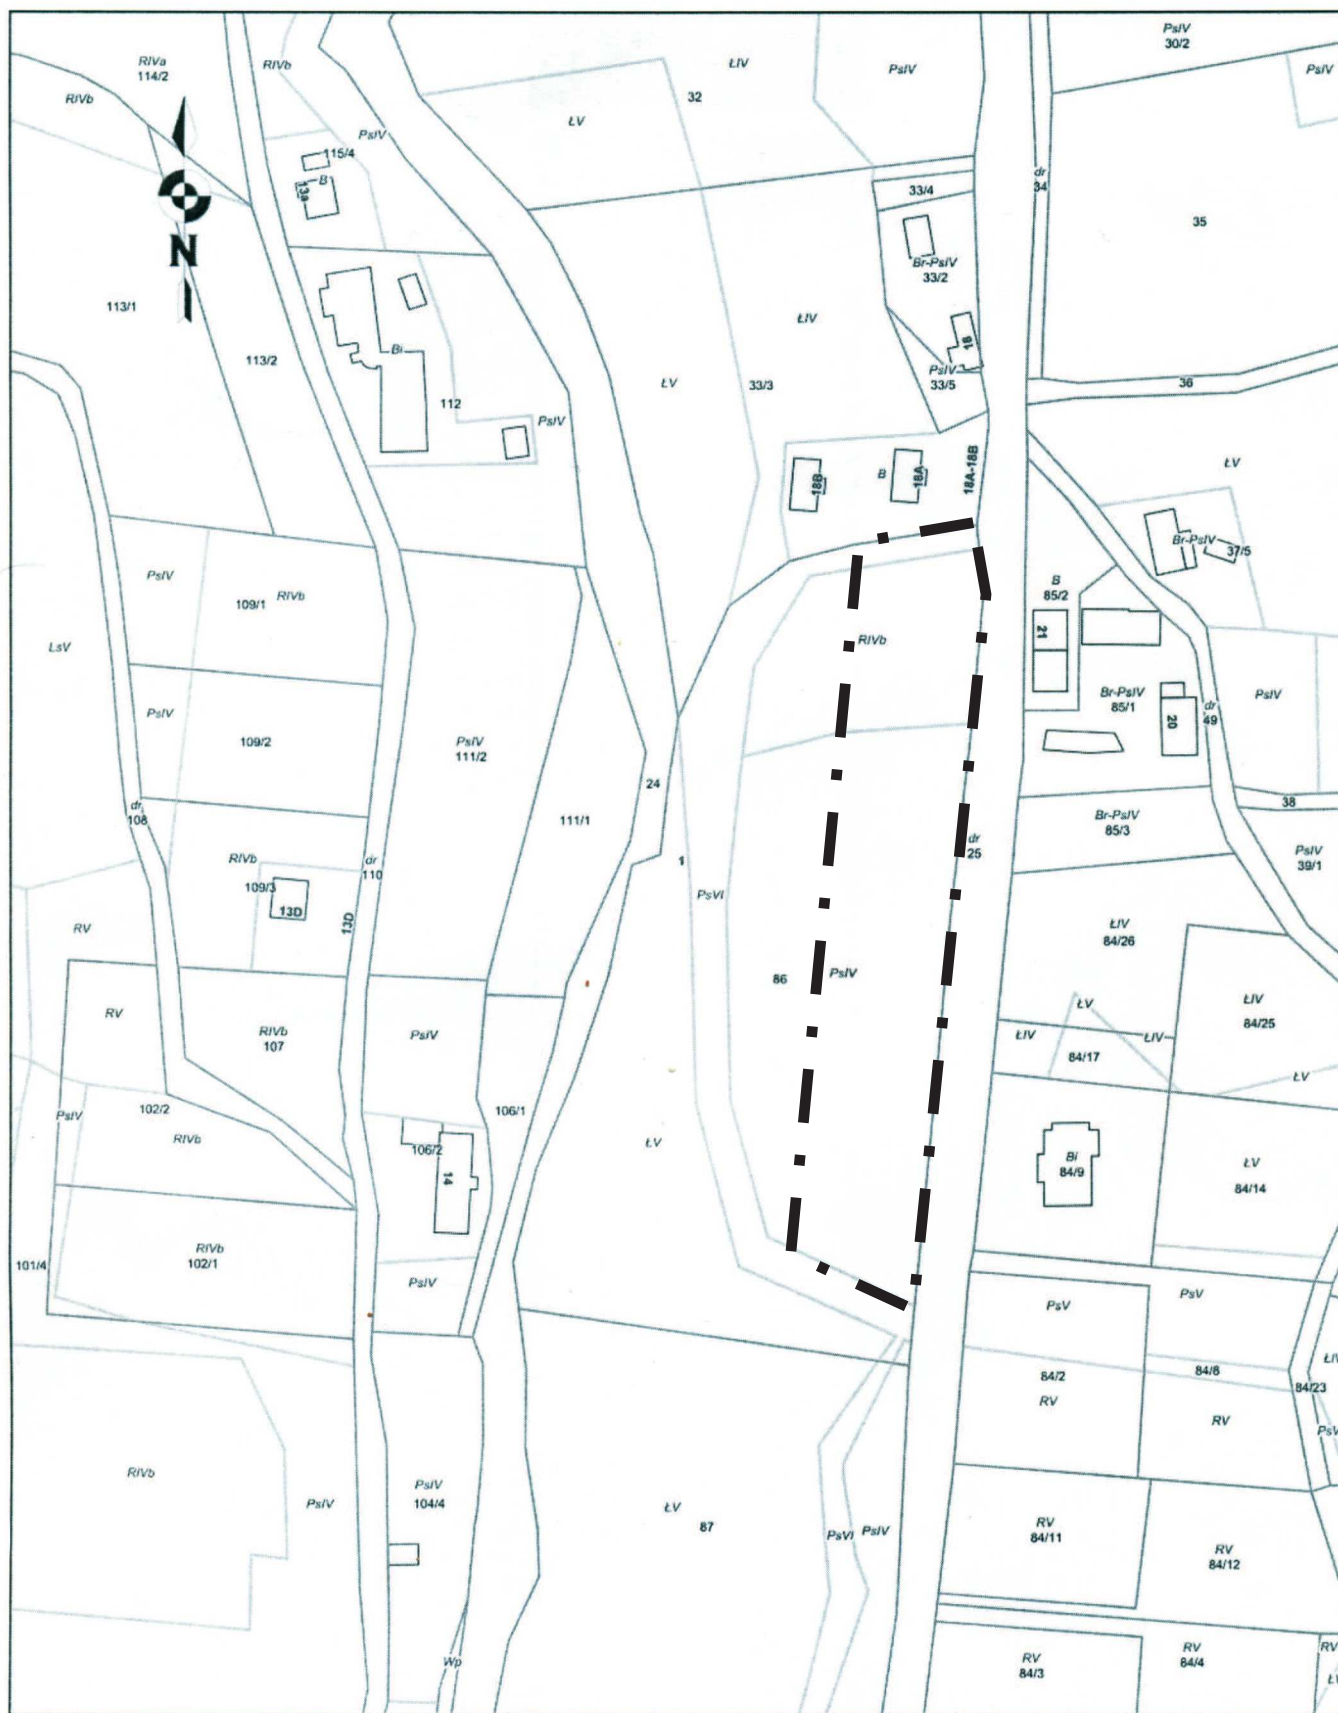 PsIV
30/2
RIVa
114/2
RIVb
RIVb
ŁIV
PsIV
PsIV
32
ŁV
PsIV
115/4
B
13a
33/4
dr
34
35
N
Br-PsIV
33/2
113/1
ŁIV
18
113/2
Bi
PsIV
33/5
ŁV
33/3
36
112
PsIV
ŁV
B
18B
18A
18A-18B
Br-PsIV
37/5
PsIV
109/1
RIVb
B
85/2
21
LsV
RIVb
PsIV
109/2
PsIV
111/2
Br-PsIV
85/1
20
dr
49
PsIV
24
38
dr
108
111/1
Br-PsIV
85/3
dr
25
PsIV
39/1
RIVb
109/3
dr
110
1
PsVI
13D
13D
RV
ŁIV
84/26
86
PsIV
ŁIV
84/25
RV
RIVb
107
PsIV
ŁV
ŁIV
ŁIV
84/17
ŁV
PsIV
102/2
RIVb
106/1
106/2
14
ŁV
Bi
84/9
ŁV
84/14
101/4
RIVb
102/1
PsIV
PsV
PsV
84/2
84/8
84/23
RV
RV
RIVb
PsIV
PsIV
104/4
ŁV
87
PsVI
PsIV
RV
84/11
RV
84/12
Wp
RV
84/3
RV
84/4
RV